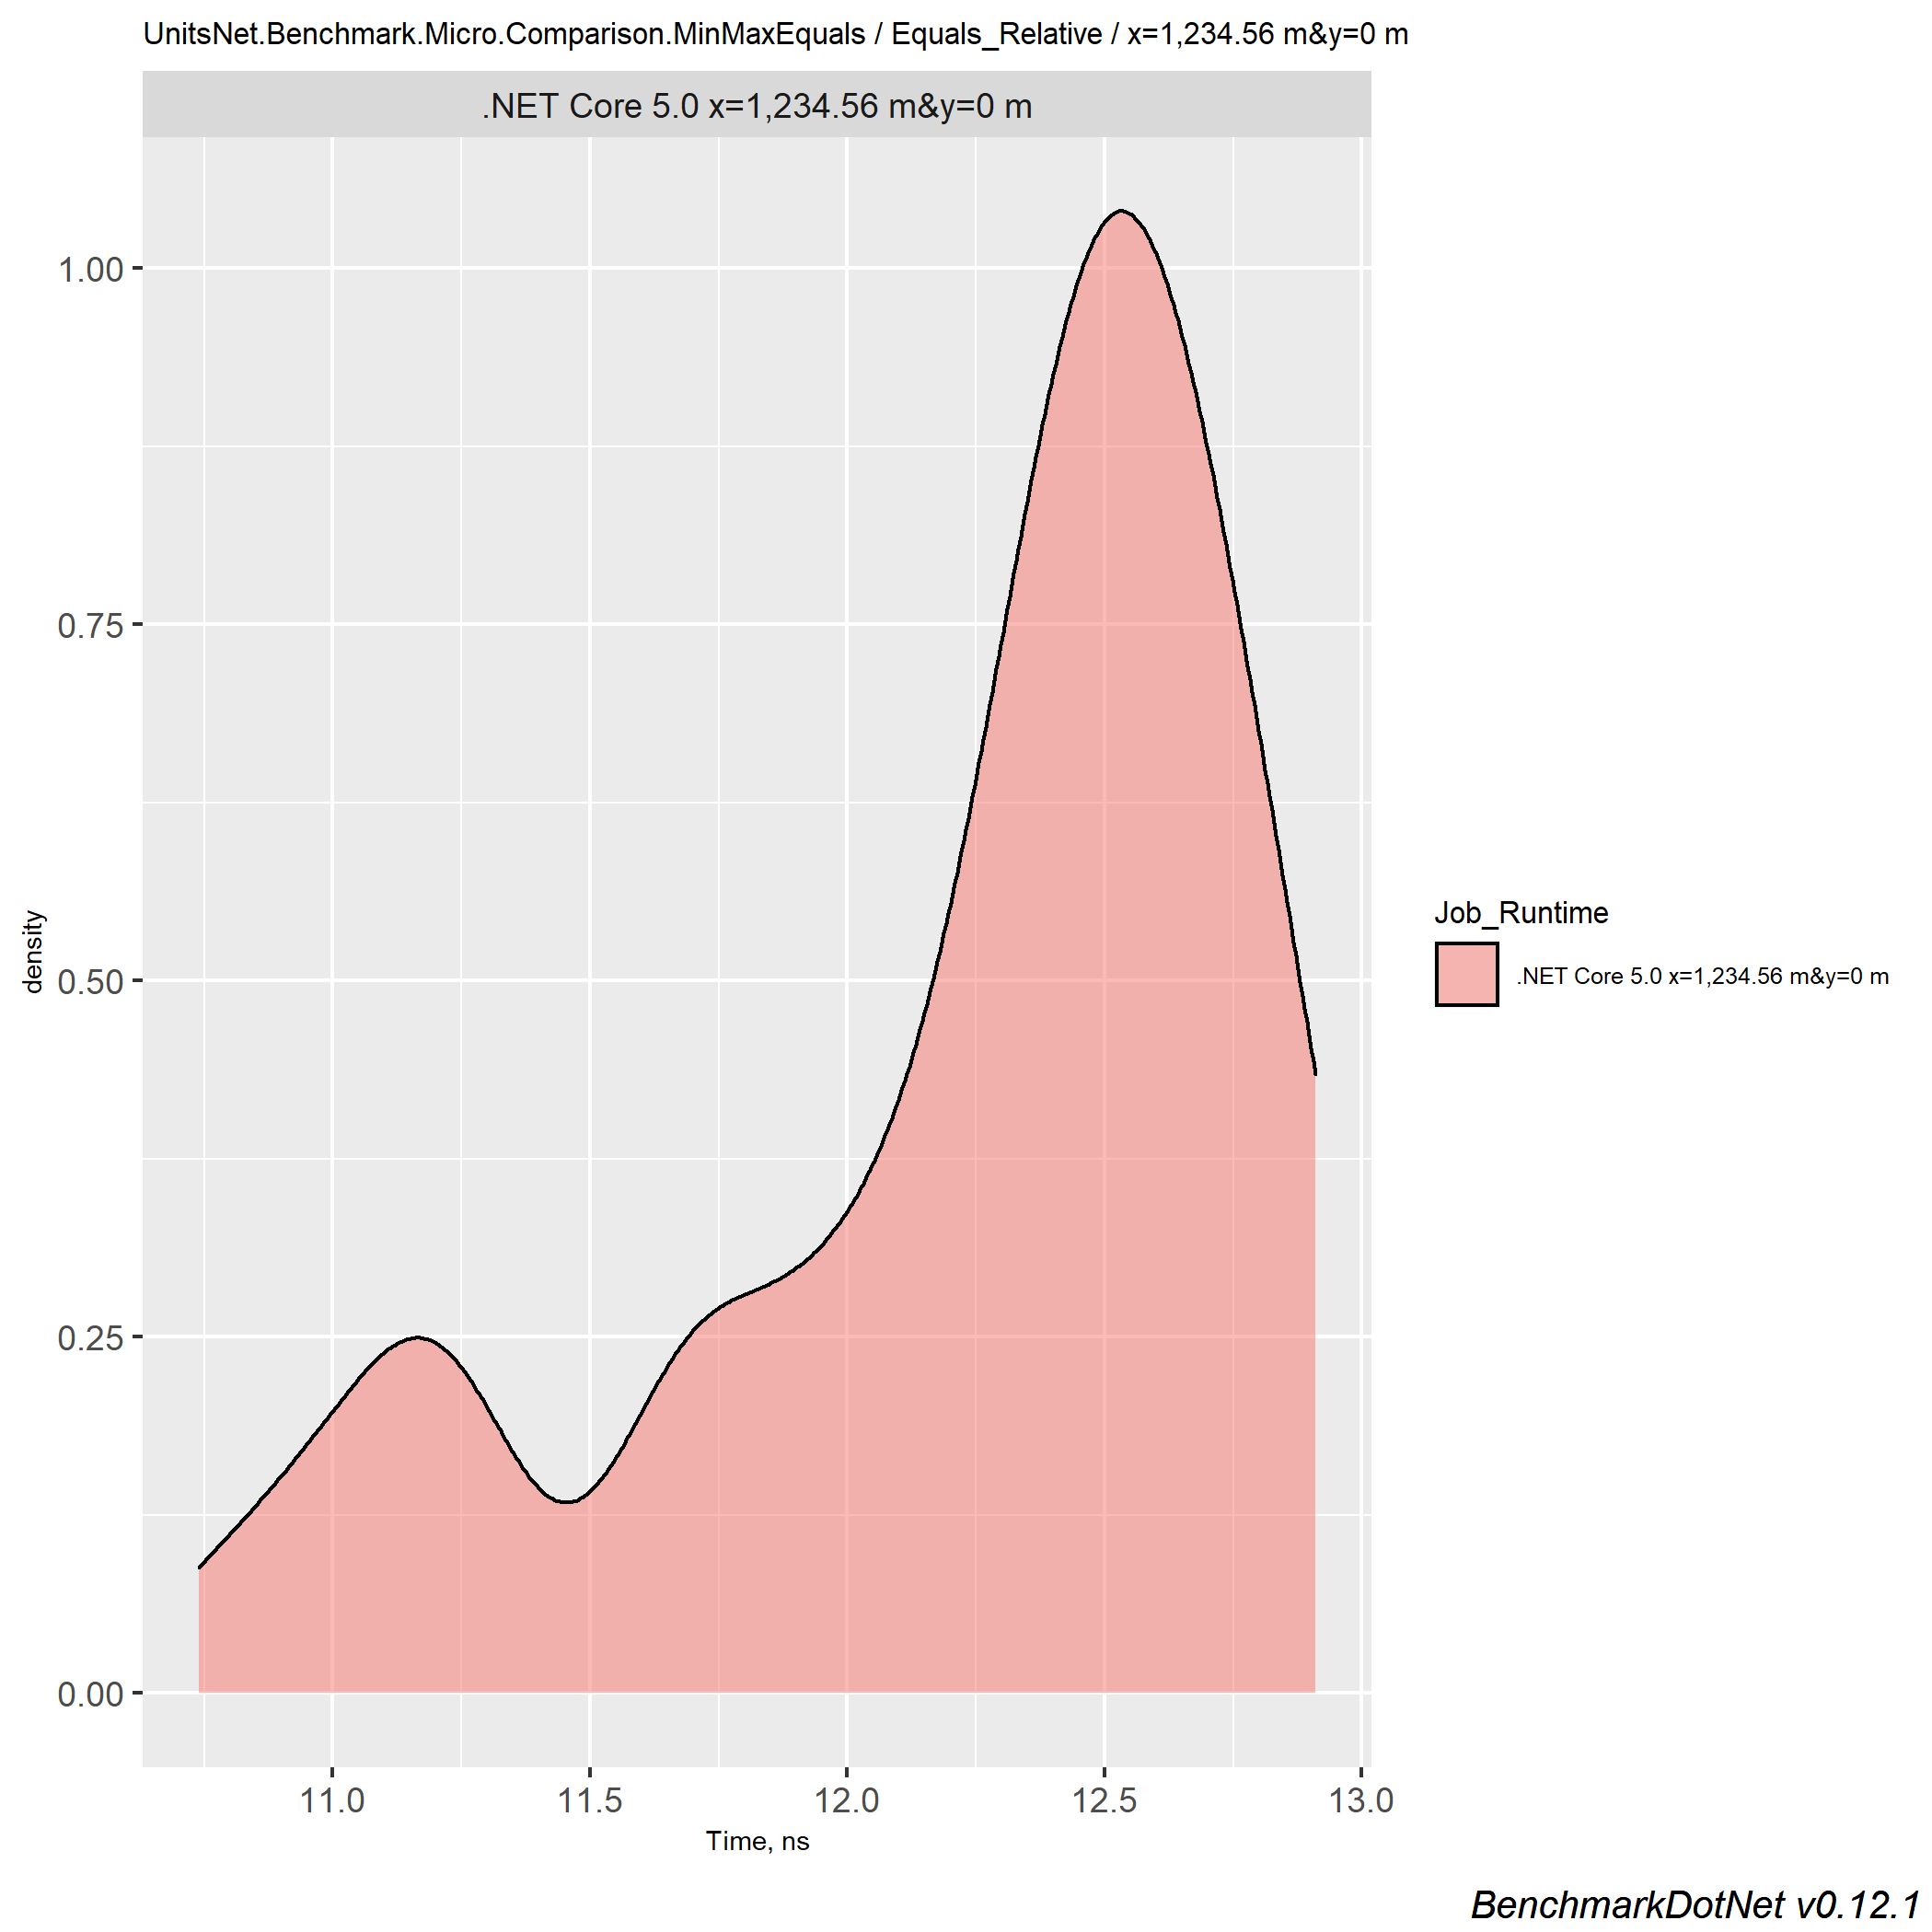 UnitsNet.Benchmark.Micro.Comparison.MinMaxEquals / Equals_Relative / x=1,234.56 m&y=0 m
.NET Core 5.0 x=1,234.56 m&y=0 m
1.00
0.75
0.50
0.25
0.00
density
11.0 11.5 12.0 12.5 13.0
Time, ns
Job_Runtime
.NET Core 5.0 x=1,234.56 m&y=0 m
BenchmarkDotNet v0.12.1